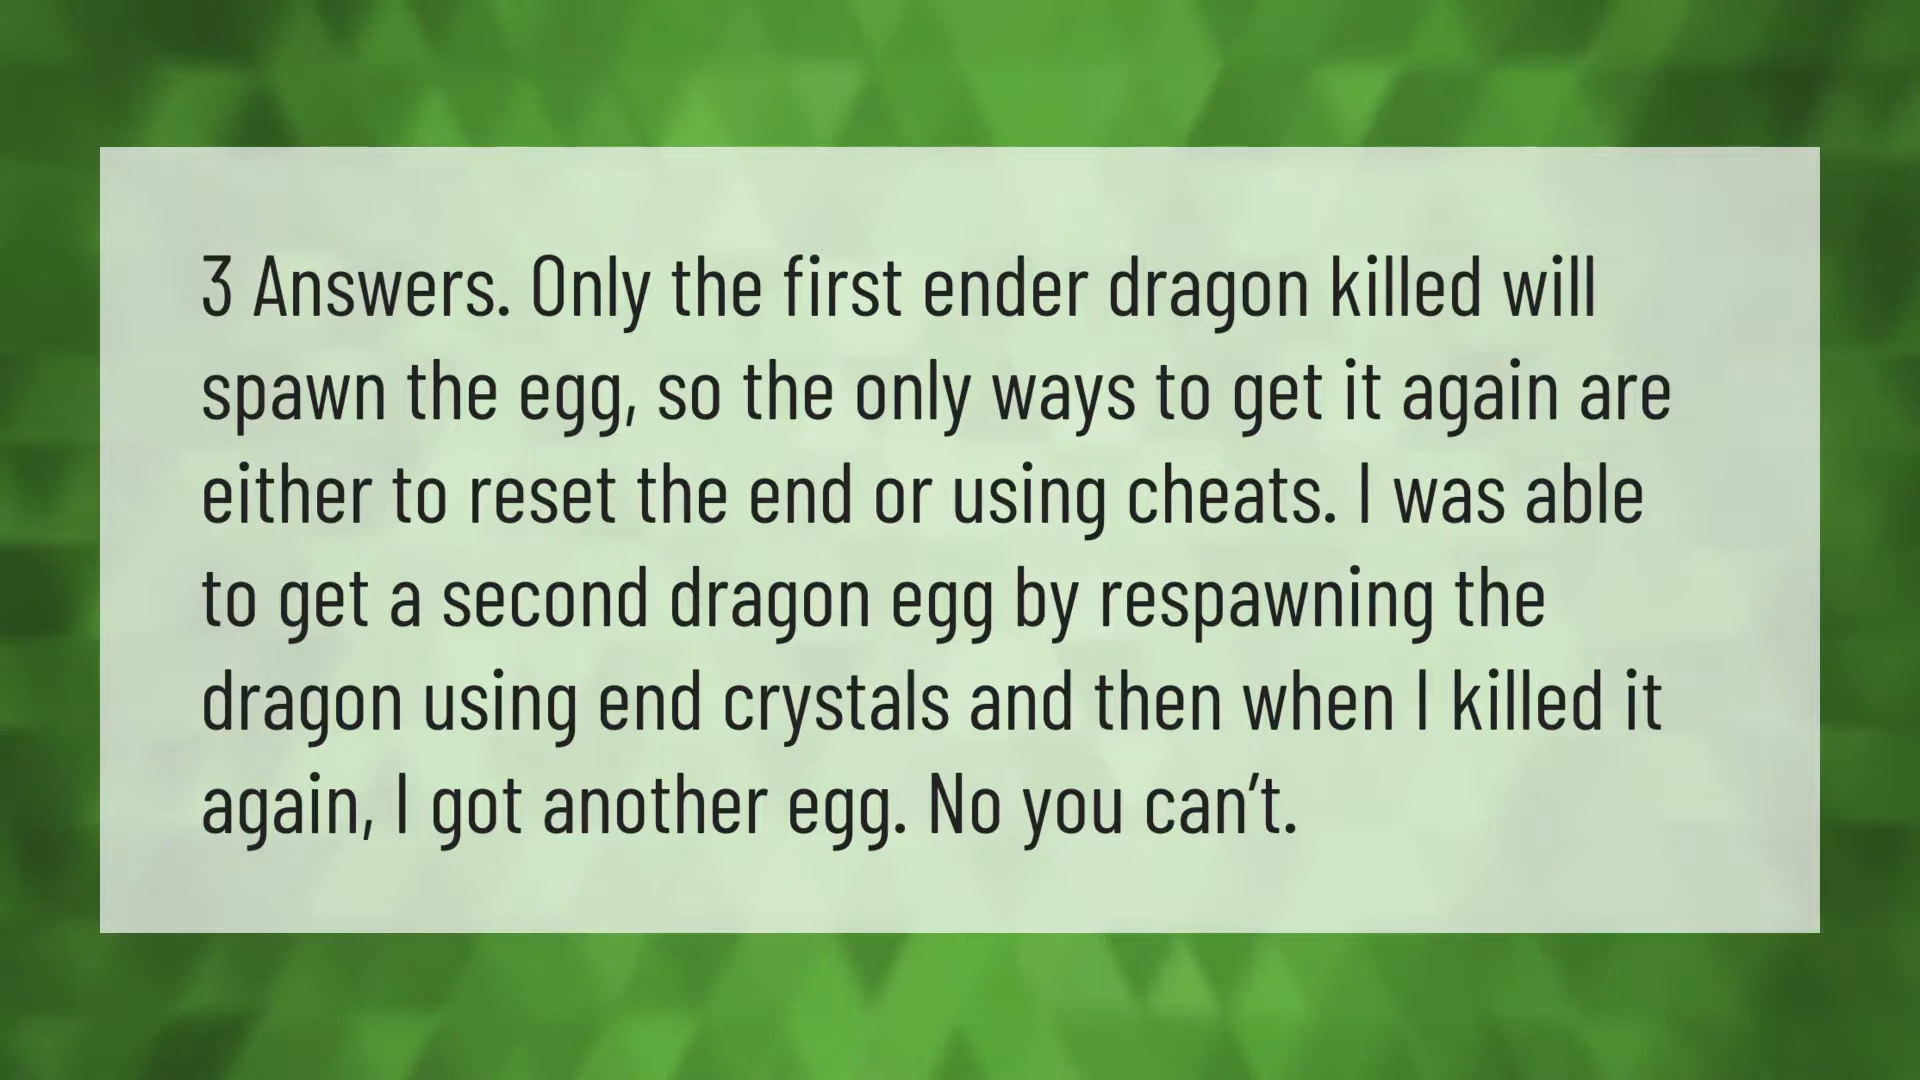 3 Answers. Only the first ender dragon killed will
spawn the egg, so the only ways to get it again are
either to reset the end or using cheats. I was able
to get a second dragon egg by respawning the
dragon using end crystals and then when I killed it
again, I got another egg. No you can’t.